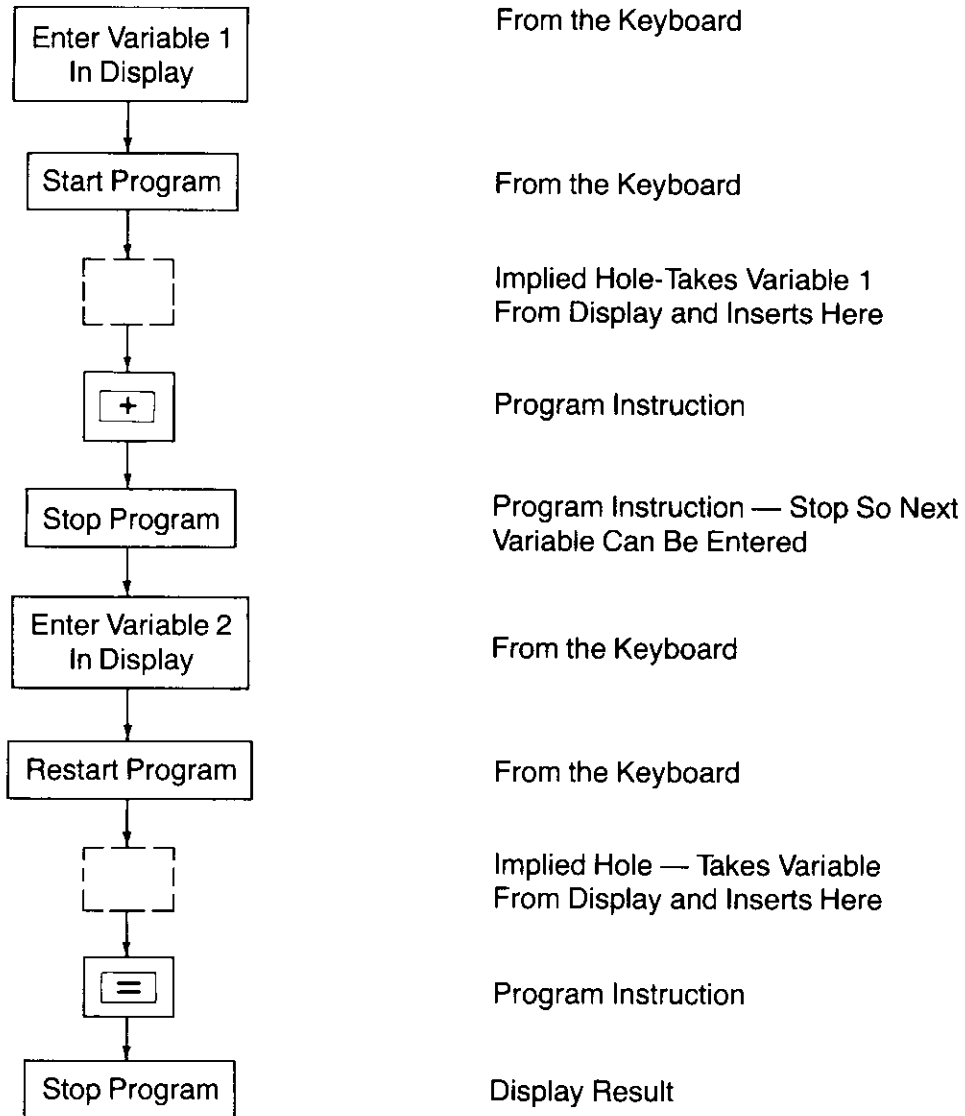 Enter Variable 1
In Display
From the Keyboard
Start Program
From the Keyboard
Implied Hole-Takes Variable 1
From Display and Inserts Here
+
Program Instruction
Stop Program
Program Instruction — Stop So Next
Variable Can Be Entered
Enter Variable 2
In Display
From the Keyboard
Restart Program
From the Keyboard
Implied Hole — Takes Variable
From Display and Inserts Here
=
Program Instruction
Stop Program
Display Result